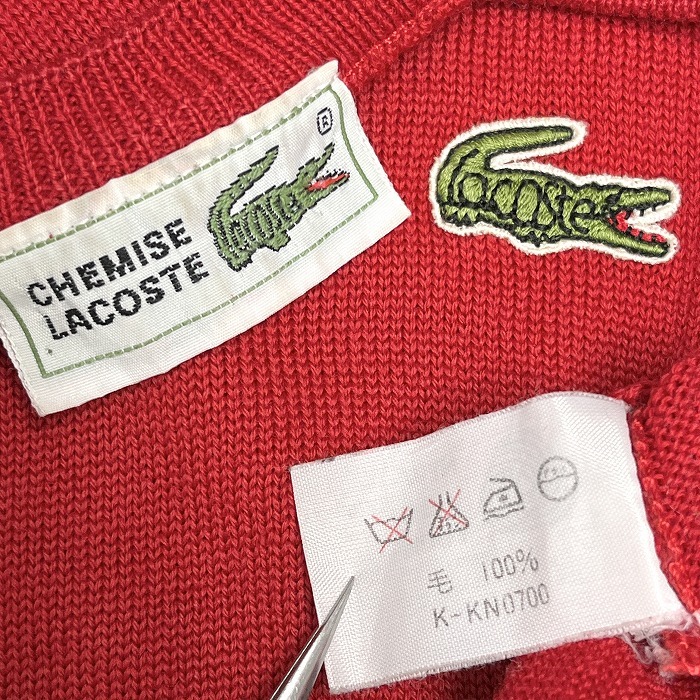 CHEMISE
LACOSTE
Lacoste
®
Lacoste
毛 100%
K-KN0700